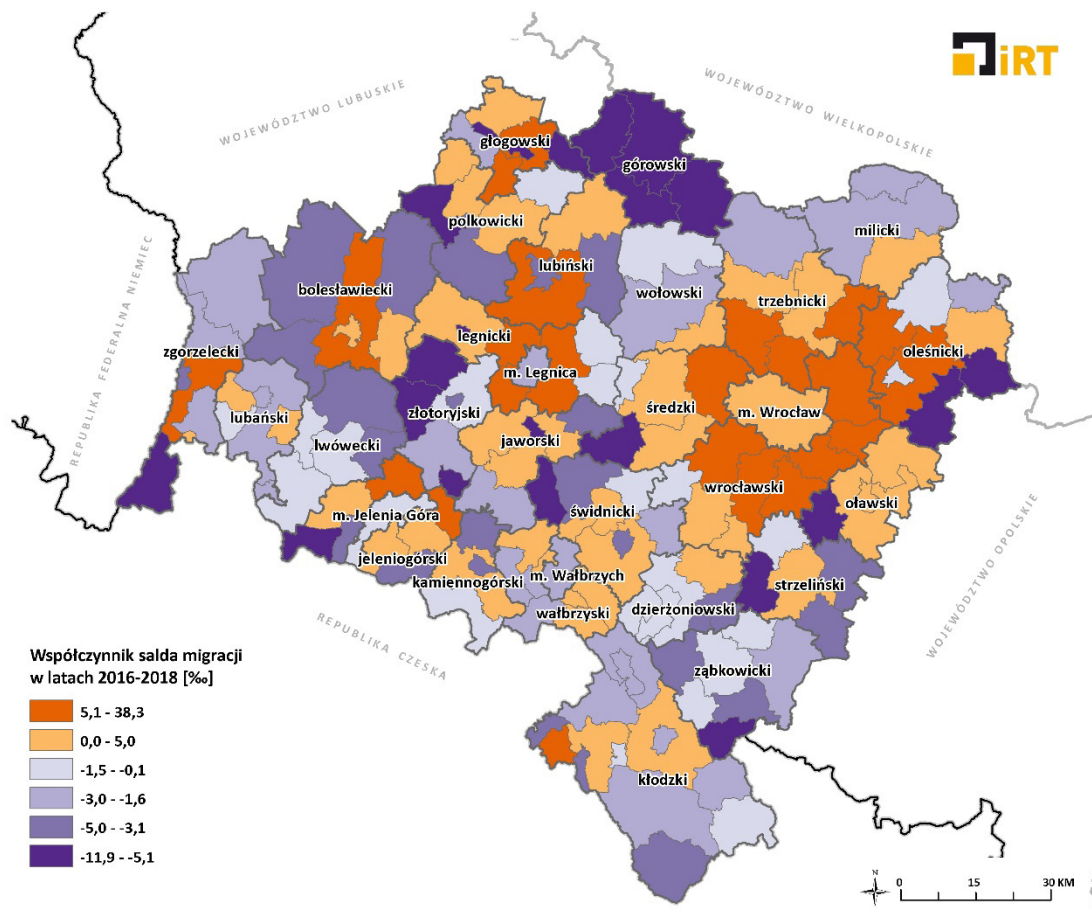 iRT
WOJEWÓDZTWO LUBUSKIE
WOJEWÓDZTWO WIELKOPOLSKIE
głogowski
górowski
polkowicki
milicki
lubiński
REPUBLIKA FEDERALNA NIEMIEC
bolesławiecki
wołowski
trzebnicki
legnicki
zgorzelecki
oleśnicki
m. Legnica
lubański
złotoryjski
średzki
m. Wrocław
lwówecki
jaworski
wrocławski
oławski
m. Jelenia Góra
świdnicki
jeleniogórski
kamiennogórski
m. Wałbrzych
strzeliński
wałbrzyski
dzierżoniowski
WOJEWÓDZTWO OPOLSKIE
REPUBLIKA CZESKA
ząbkowicki
kłodzki
Współczynnik salda migracji
w latach 2016-2018 [‰]
5,1 - 38,3
0,0 - 5,0
-1,5 - -0,1
-3,0 - -1,6
-5,0 - -3,1
-11,9 - -5,1
N
0 15 30 KM